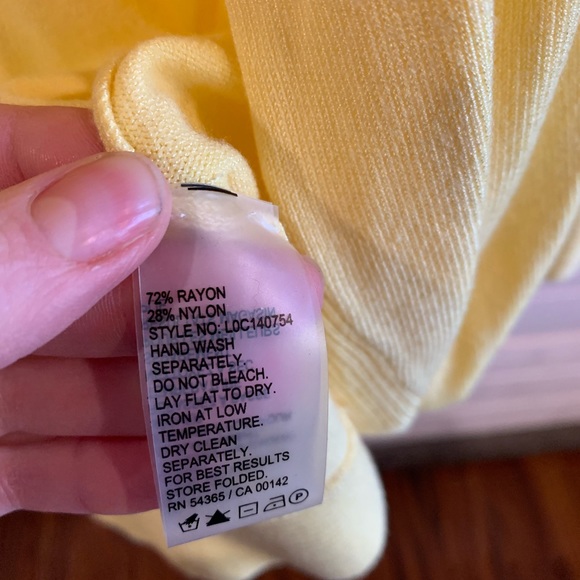 72% RAYON
28% NYLON
STYLE NO: L0C140754
HAND WASH
SEPARATELY.
DO NOT BLEACH.
LAY FLAT TO DRY.
IRON AT LOW
TEMPERATURE.
DRY CLEAN
SEPARATELY.
FOR BEST RESULTS
STORE FOLDED.
RN 54365 / CA 00142
P